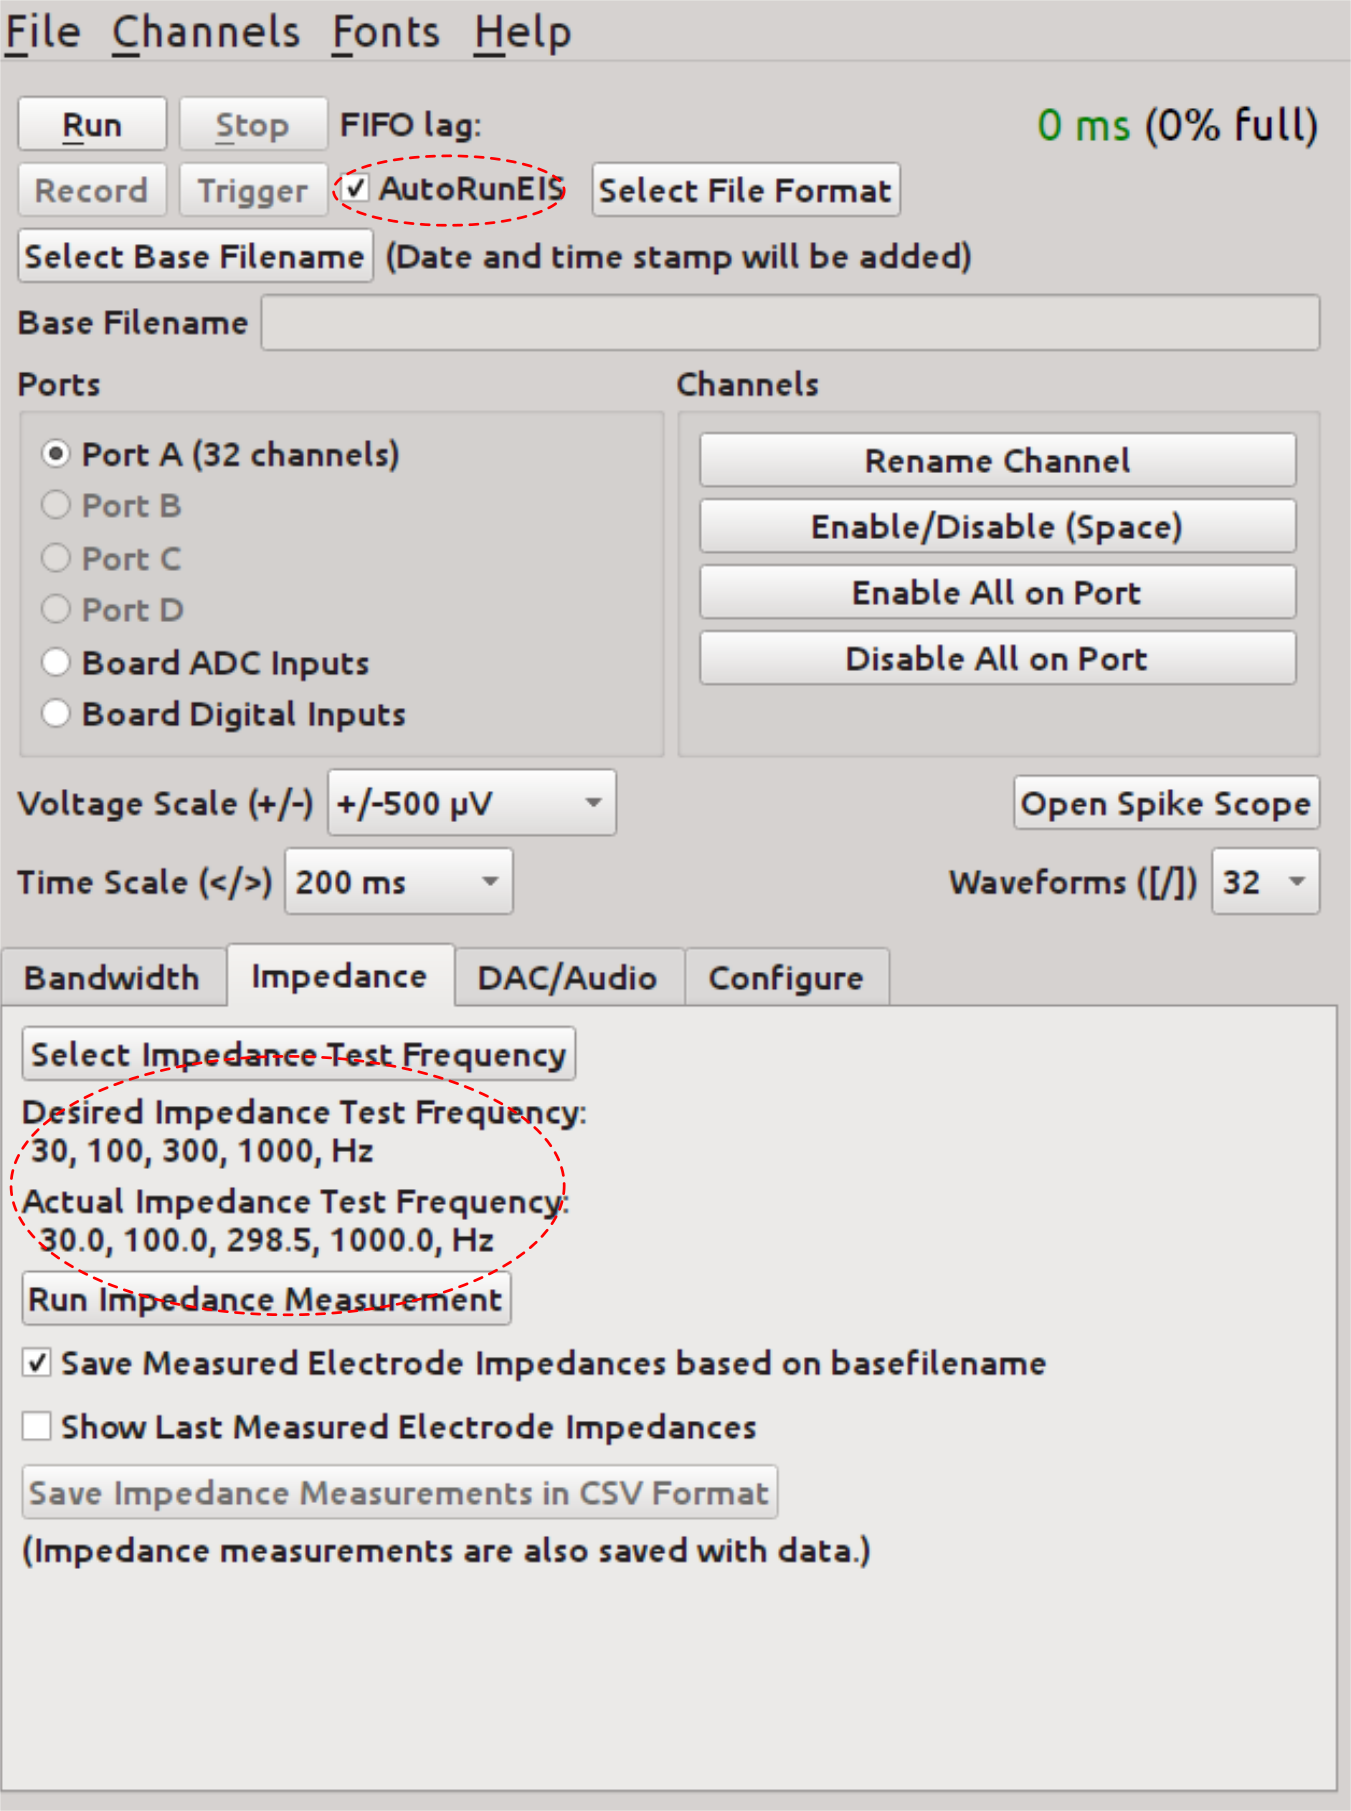 File Channels Fonts Help
Run Stop FIFO lag: 0 ms (0% full)
Record Trigger AutoRunEIS Select File Format
Select Base Filename (Date and time stamp will be added)
Base Filename
Ports Channels
Port A (32 channels)
Port B
Port C
Port D
Board ADC Inputs
Board Digital Inputs
Rename Channel
Enable/Disable (Space)
Enable All on Port
Disable All on Port
Voltage Scale (+/-) +/-500 µV Open Spike Scope
Time Scale (</>) 200 ms Waveforms ([/]) 32
Bandwidth Impedance DAC/Audio Configure
Select Impedance Test Frequency
Desired Impedance Test Frequency:
30, 100, 300, 1000, Hz
Actual Impedance Test Frequency:
30.0, 100.0, 298.5, 1000.0, Hz
Run Impedance Measurement
Save Measured Electrode Impedances based on basefilename
Show Last Measured Electrode Impedances
Save Impedance Measurements in CSV Format
(Impedance measurements are also saved with data.)